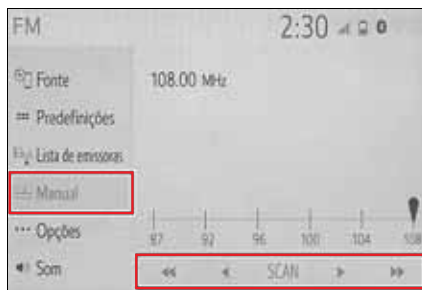 FM 2:30
Fonte
108.00 MHz
Predefinições
Lista de emissoras
Manual
Opções
87 92 96 100 104 108
Som
SCAN